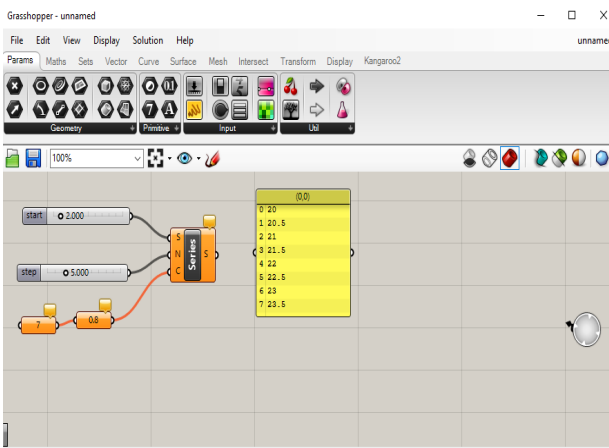 Grasshopper - unnamed
File Edit View Display Solution Help
unnamed
Params Maths Sets Vector Curve Surface Mesh Intersect Transform Display Kangaroo2
Geometry Primitive Input Util
100%
start 2.000
step 5.000
7
0.8
S
N
C
Series
S
(0,0)
0 20
1 20.5
2 21
3 21.5
4 22
5 22.5
6 23
7 23.5